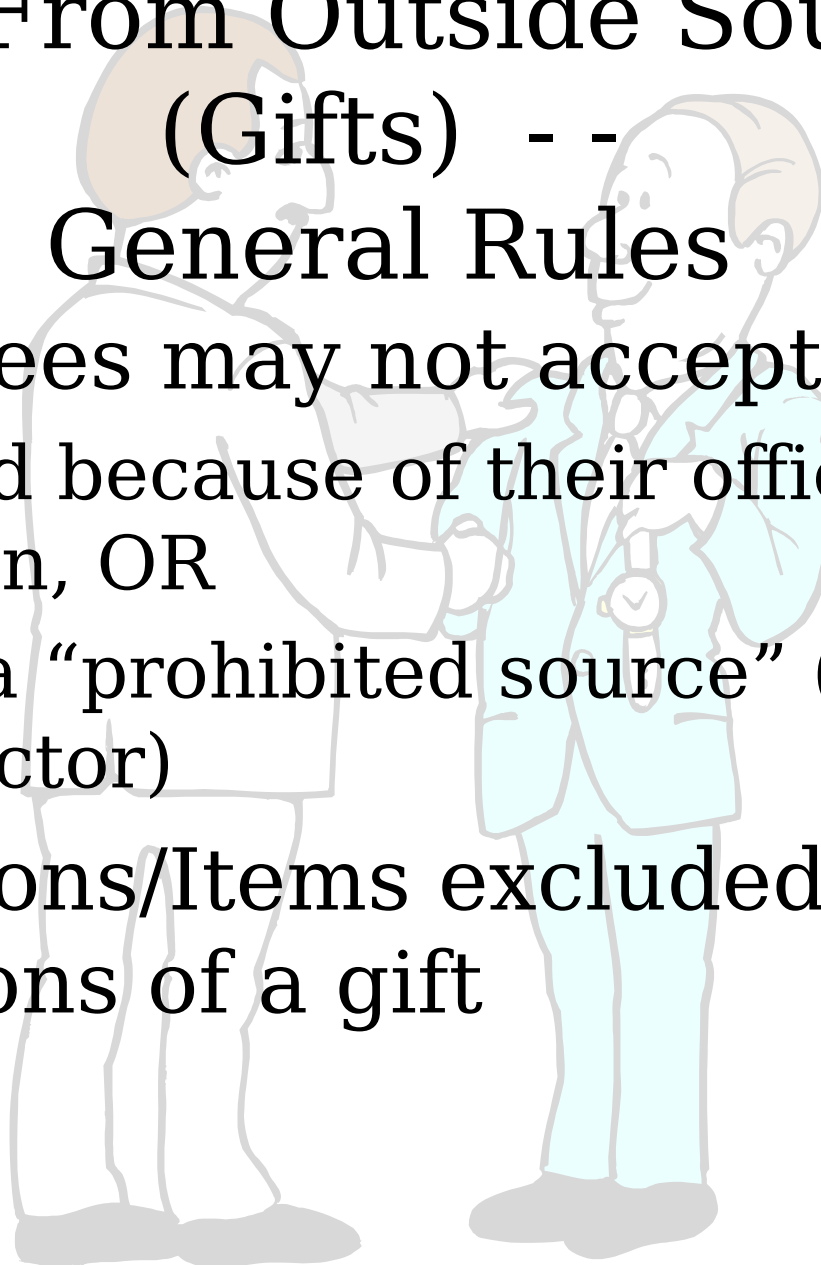 From Outside Sou
(Gifts) - -
General Rules
ees may not accept
d because of their offic
n, OR
a “prohibited source” (
ctor)
ons/Items excluded
ons of a gift